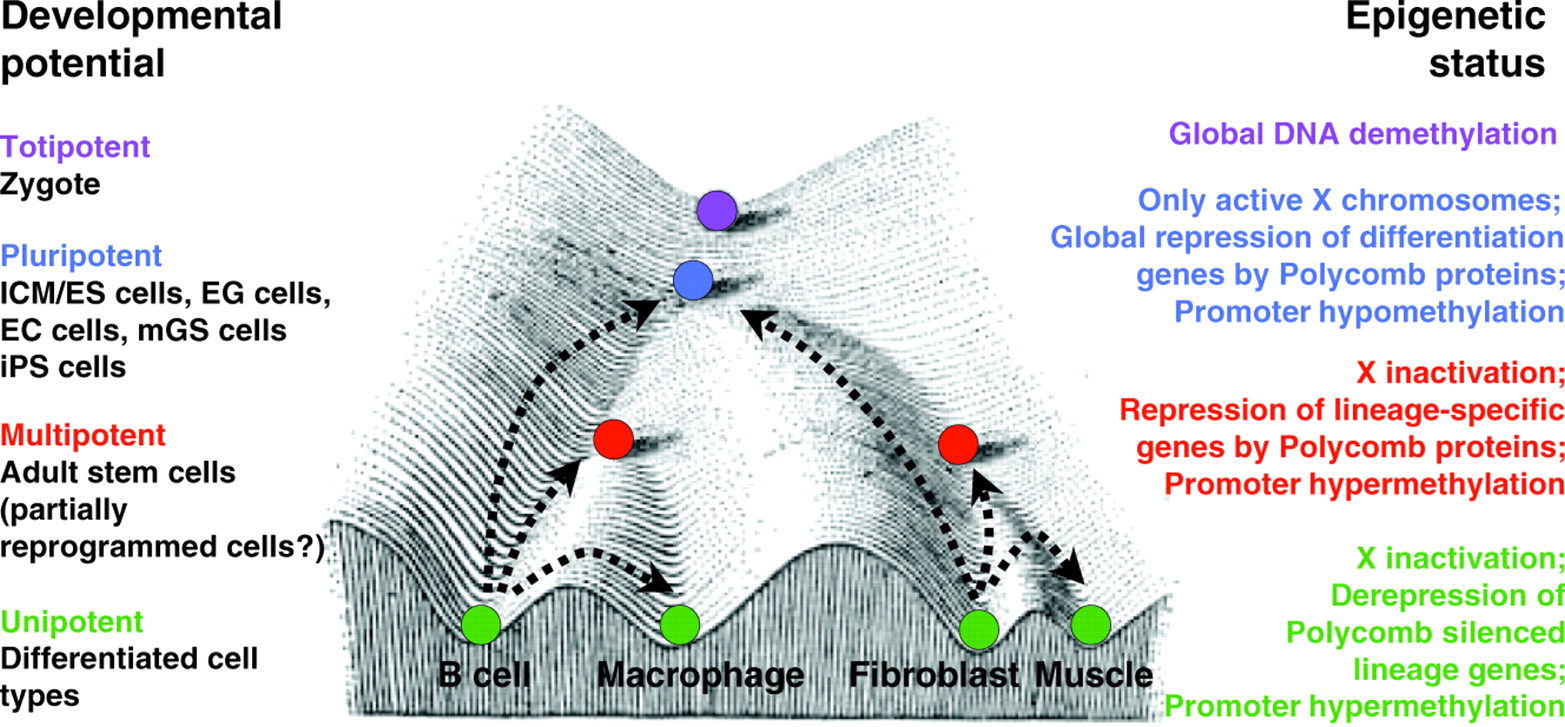 Developmental
potential
Totipotent
Zygote
Pluripotent
ICM/ES cells, EG cells,
EC cells, mGS cells
iPS cells
Multipotent
Adult stem cells
(partially
reprogrammed cells?)
Unipotent
Differentiated cell
types
B cell
Macrophage
Fibroblast
Muscle
Epigenetic
status
Global DNA demethylation
Only active X chromosomes;
Global repression of differentiation
genes by Polycomb proteins;
Promoter hypomethylation
X inactivation;
Repression of lineage-specific
genes by Polycomb proteins;
Promoter hypermethylation
X inactivation;
Derepression of
Polycomb silenced
lineage genes;
Promoter hypermethylation